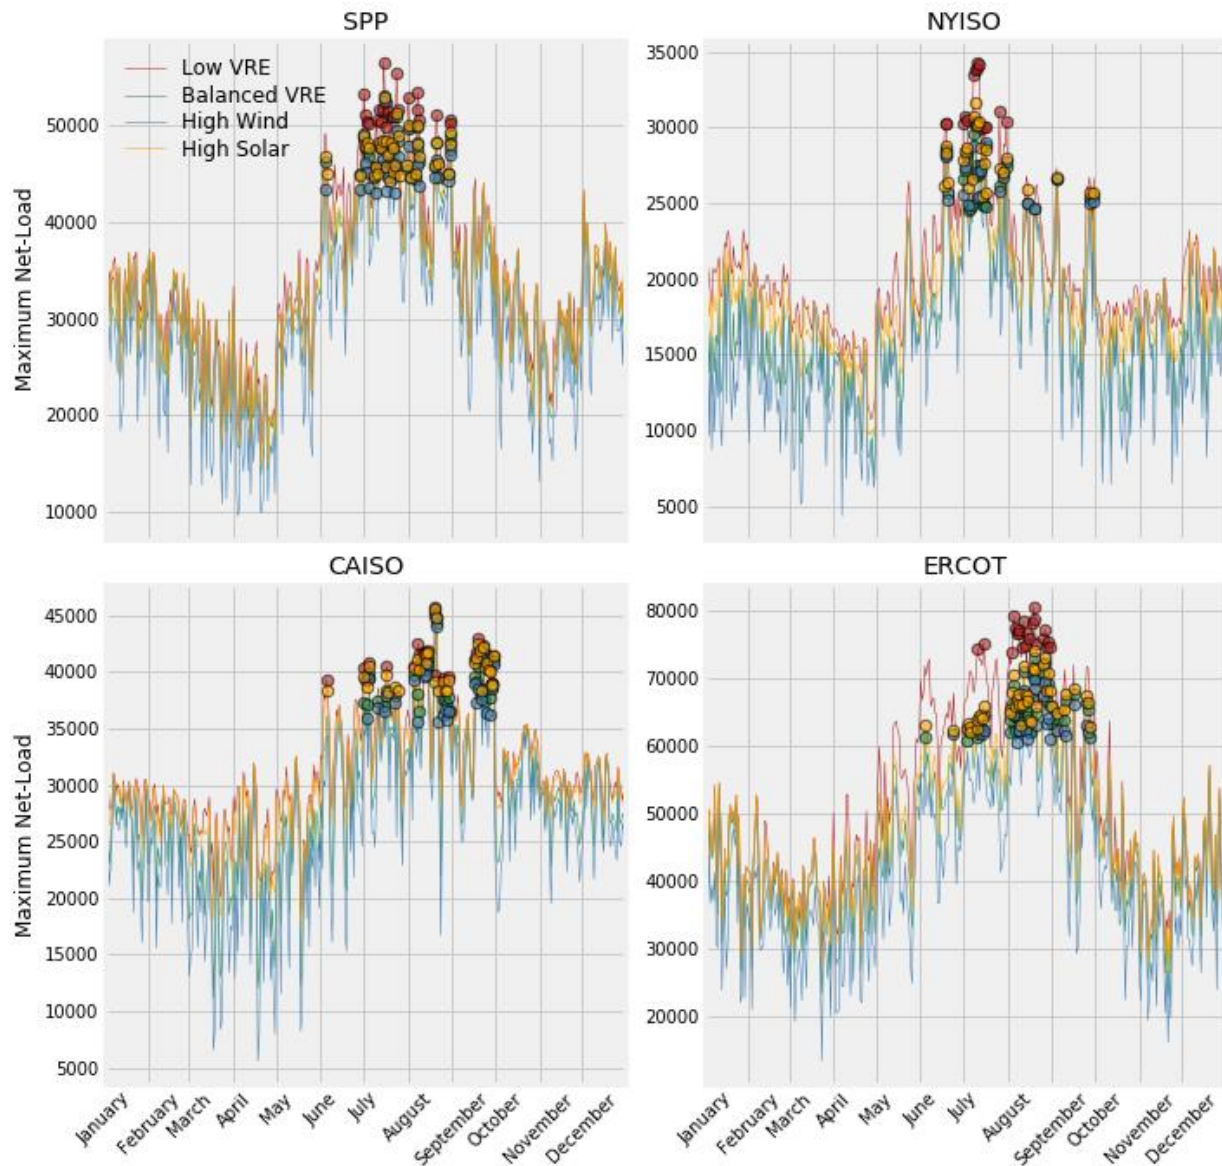 SPP
NYISO
Low VRE
Balanced VRE
High Wind
High Solar
Maximum Net-Load
50000
40000
30000
20000
10000
35000
30000
25000
20000
15000
10000
5000
CAISO
ERCOT
Maximum Net-Load
45000
40000
35000
30000
25000
20000
15000
10000
5000
80000
70000
60000
50000
40000
30000
20000
January
February
March
April
May
June
July
August
September
October
November
December
January
February
March
April
May
June
July
August
September
October
November
December